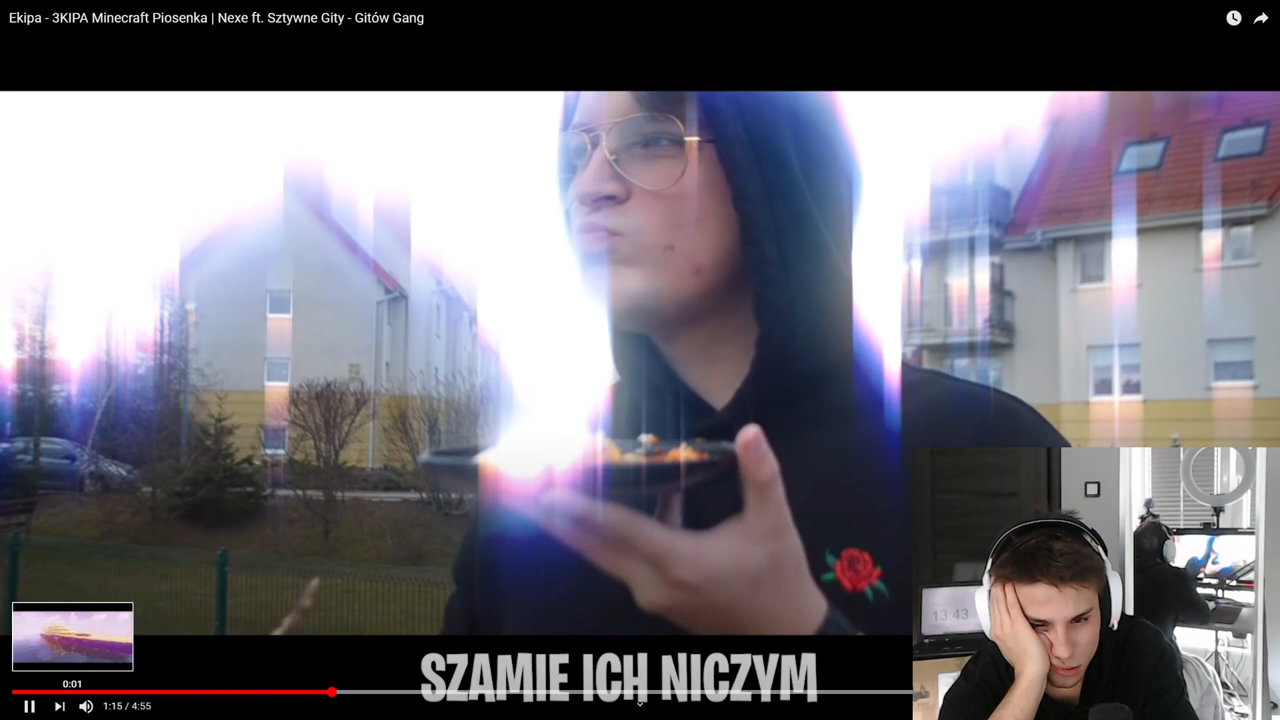 Ekipa - 3KIPA Minecraft Piosenka | Nexe ft. Sztywne Gity - Gitów Gang
13 43
0:01
SZAMIE ICH NICZYM
1:15 / 4:55